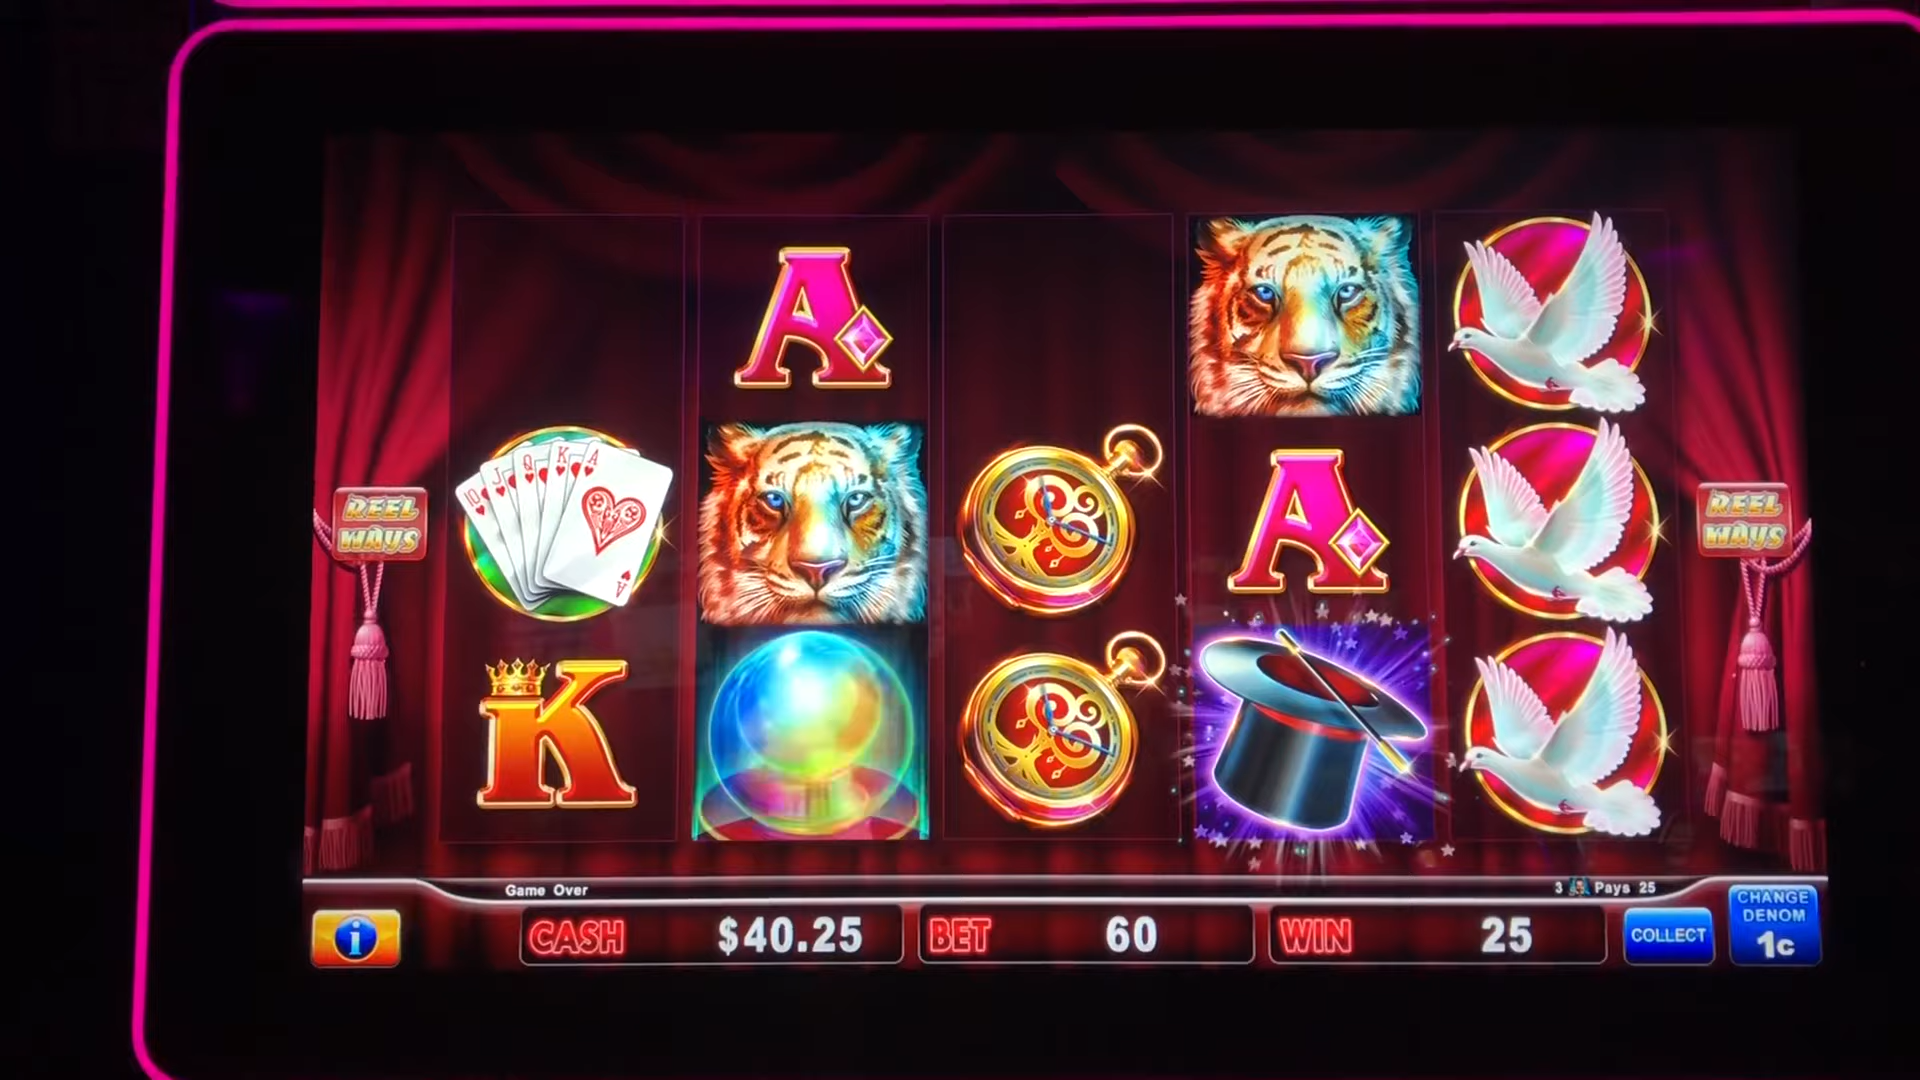 A
REEL
WAYS
10 J Q K A
A
A
REEL
WAYS
K
Game Over
3 Pays 25
CASH $40.25
BET 60
WIN 25
COLLECT
CHANGE
DENOM
1c